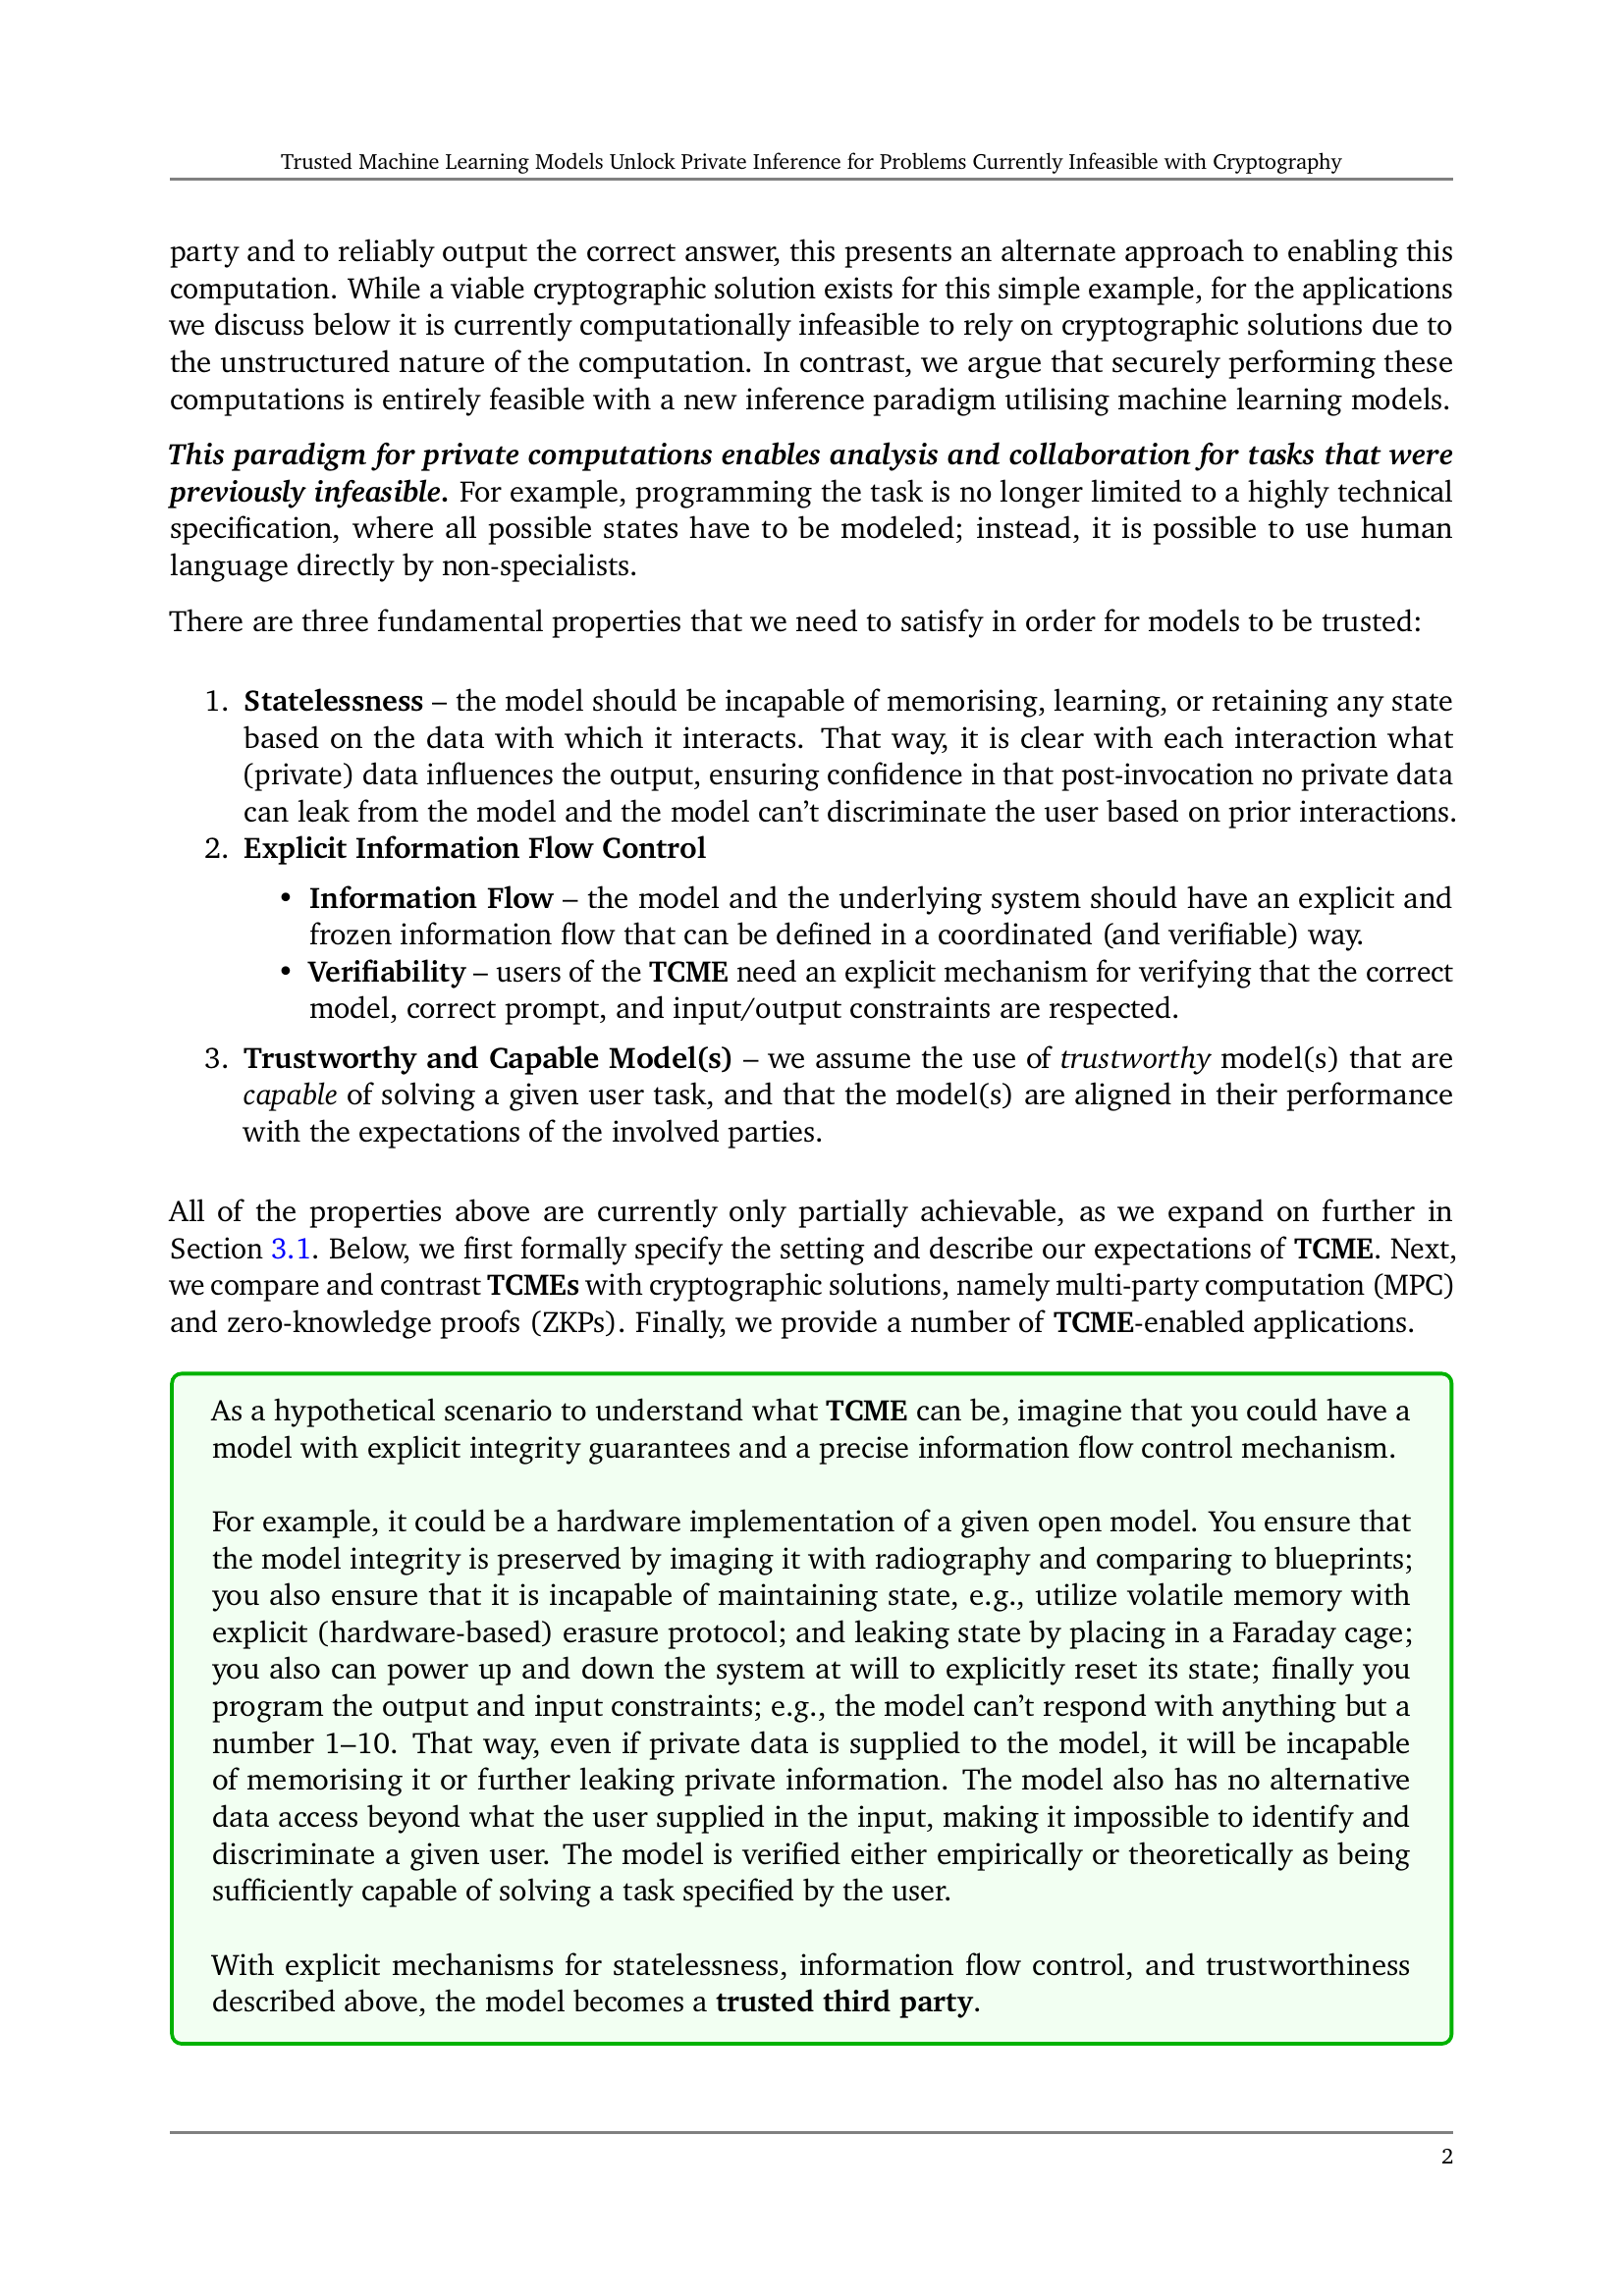 Trusted Machine Learning Models Unlock Private Inference for Problems Currently Infeasible with Cryptography
party and to reliably output the correct answer, this presents an alternate approach to enabling this
computation. While a viable cryptographic solution exists for this simple example, for the applications
we discuss below it is currently computationally infeasible to rely on cryptographic solutions due to
the unstructured nature of the computation. In contrast, we argue that securely performing these
computations is entirely feasible with a new inference paradigm utilising machine learning models.
This paradigm for private computations enables analysis and collaboration for tasks that were
previously infeasible. For example, programming the task is no longer limited to a highly technical
specification, where all possible states have to be modeled; instead, it is possible to use human
language directly by non-specialists.
There are three fundamental properties that we need to satisfy in order for models to be trusted:
1. Statelessness – the model should be incapable of memorising, learning, or retaining any state
based on the data with which it interacts. That way, it is clear with each interaction what
(private) data influences the output, ensuring confidence in that post-invocation no private data
can leak from the model and the model can't discriminate the user based on prior interactions.
2. Explicit Information Flow Control
• Information Flow – the model and the underlying system should have an explicit and
frozen information flow that can be defined in a coordinated (and verifiable) way.
• Verifiability – users of the TCME need an explicit mechanism for verifying that the correct
model, correct prompt, and input/output constraints are respected.
3. Trustworthy and Capable Model(s) – we assume the use of trustworthy model(s) that are
capable of solving a given user task, and that the model(s) are aligned in their performance
with the expectations of the involved parties.
All of the properties above are currently only partially achievable, as we expand on further in
Section 3.1. Below, we first formally specify the setting and describe our expectations of TCME. Next,
we compare and contrast TCMEs with cryptographic solutions, namely multi-party computation (MPC)
and zero-knowledge proofs (ZKPs). Finally, we provide a number of TCME-enabled applications.
As a hypothetical scenario to understand what TCME can be, imagine that you could have a
model with explicit integrity guarantees and a precise information flow control mechanism.
For example, it could be a hardware implementation of a given open model. You ensure that
the model integrity is preserved by imaging it with radiography and comparing to blueprints;
you also ensure that it is incapable of maintaining state, e.g., utilize volatile memory with
explicit (hardware-based) erasure protocol; and leaking state by placing in a Faraday cage;
you also can power up and down the system at will to explicitly reset its state; finally you
program the output and input constraints; e.g., the model can't respond with anything but a
number 1–10. That way, even if private data is supplied to the model, it will be incapable
of memorising it or further leaking private information. The model also has no alternative
data access beyond what the user supplied in the input, making it impossible to identify and
discriminate a given user. The model is verified either empirically or theoretically as being
sufficiently capable of solving a task specified by the user.
With explicit mechanisms for statelessness, information flow control, and trustworthiness
described above, the model becomes a trusted third party.
2